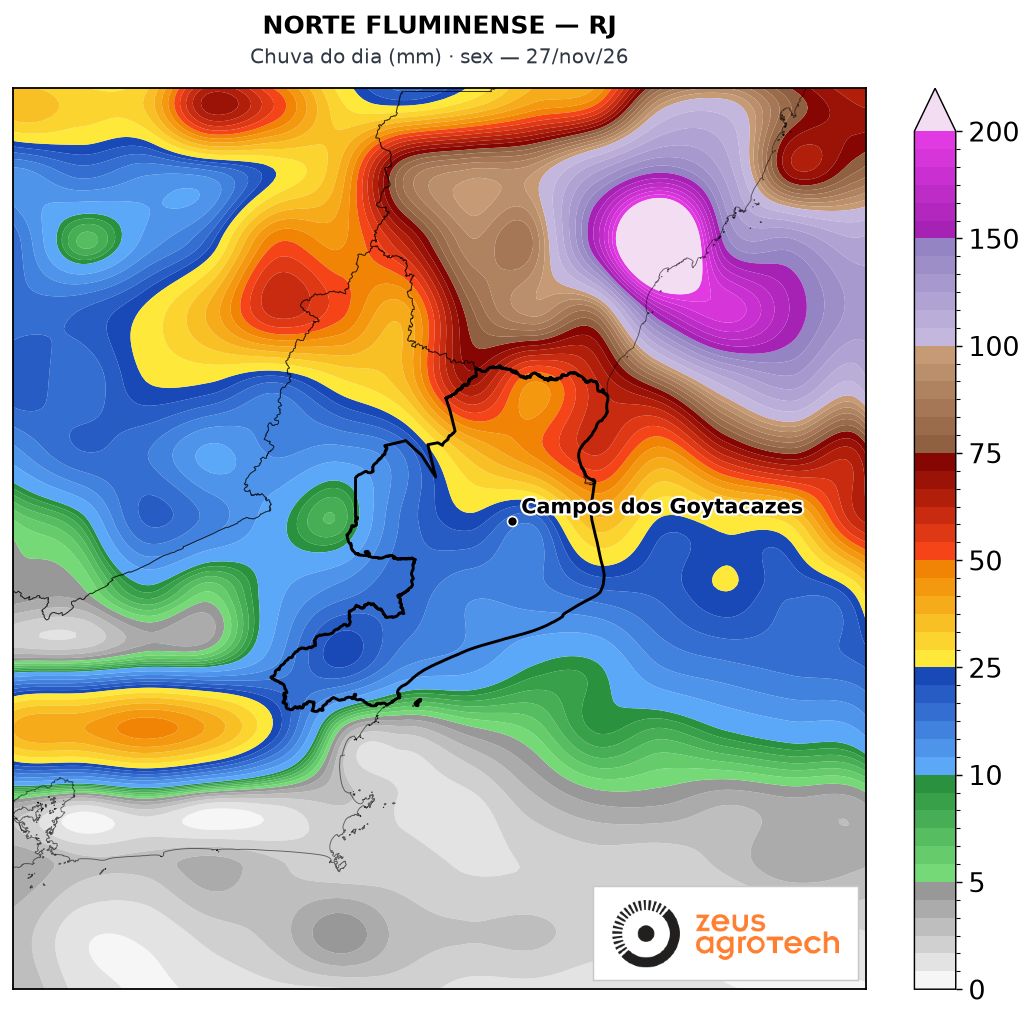 NORTE FLUMINENSE — RJ
Chuva do dia (mm) · sex — 27/nov/26
200
150
100
75
50
25
10
5
0
Campos dos Goytacazes
zeus
agrotech